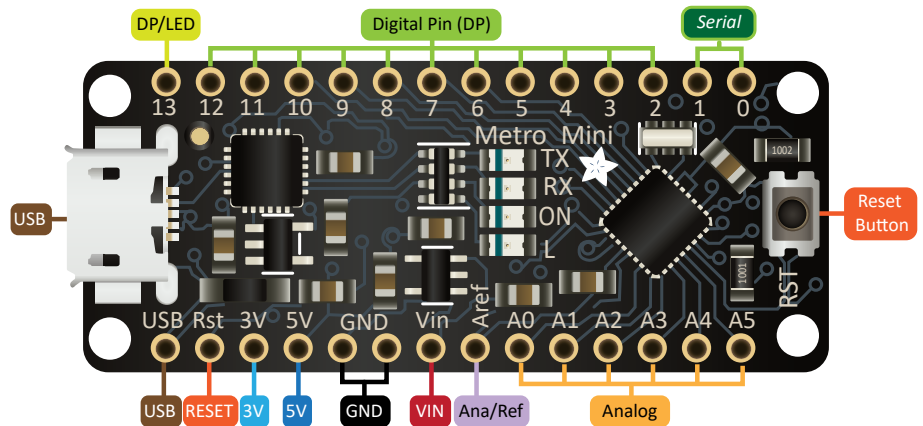 DP/LED Digital Pin (DP) Serial
13 12 11 10 9 8 7 6 5 4 3 2 1 0
Metro Mini
TX
RX
ON
L
1002
1001
RST
USB
Reset
Button
USB Rst 3V 5V GND Vin Aref A0 A1 A2 A3 A4 A5
USB RESET 3V 5V GND VIN Ana/Ref Analog